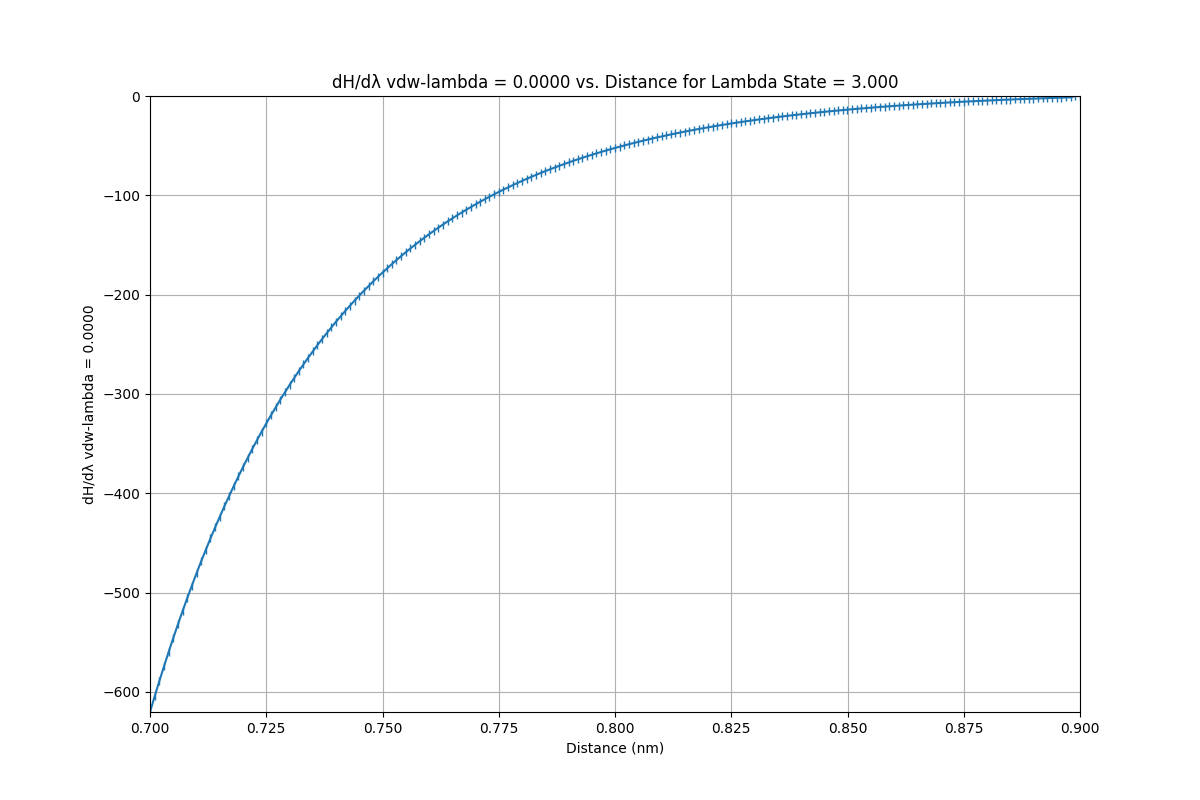 dH/dλ vdw-lambda = 0.0000 vs. Distance for Lambda State = 3.000
dH/dλ vdw-lambda = 0.0000
0
−100
−200
−300
−400
−500
−600
0.700 0.725 0.750 0.775 0.800 0.825 0.850 0.875 0.900
Distance (nm)